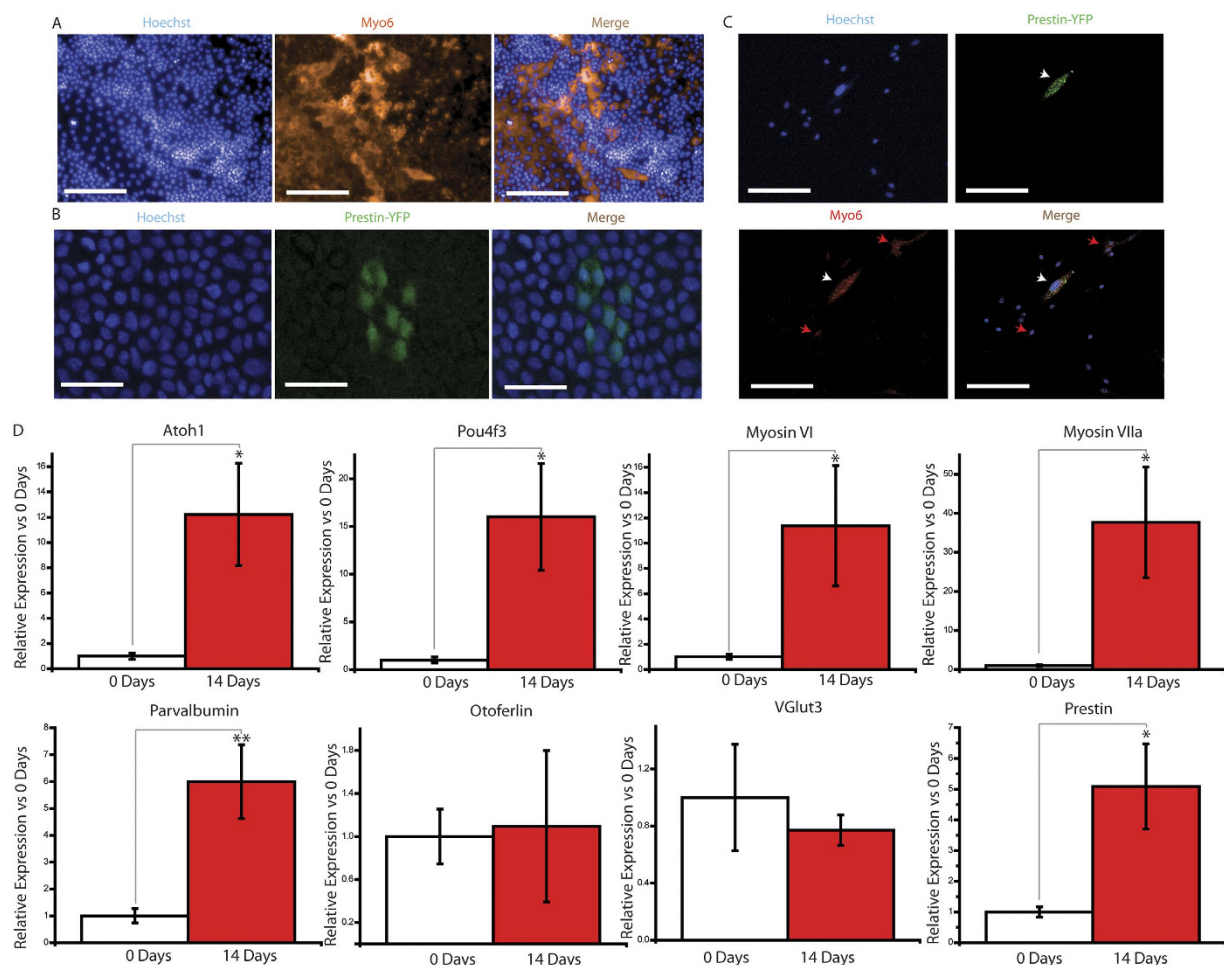 A
Hoechst
Myo6
Merge
B
Hoechst
Prestin-YFP
Merge
C
Hoechst
Prestin-YFP
Myo6
Merge
D
Atoh1
Relative Expression vs 0 Days
16
14
12
10
8
6
4
2
0
*
0 Days
14 Days
Pou4f3
Relative Expression vs 0 Days
20
15
10
5
0
*
0 Days
14 Days
Myosin VI
Relative Expression vs 0 Days
16
14
12
10
8
6
4
2
0
*
0 Days
14 Days
Myosin VIIa
Relative Expression vs 0 Days
50
40
30
20
10
0
*
0 Days
14 Days
Parvalbumin
Relative Expression vs 0 Days
8
7
6
5
4
3
2
1
0
**
0 Days
14 Days
Otoferlin
Relative Expression vs 0 Days
1.8
1.4
1.0
0.6
0.2
0 Days
14 Days
VGlut3
Relative Expression vs 0 Days
1.2
0.8
0.4
0.0
0 Days
14 Days
Prestin
Relative Expression vs 0 Days
7
6
5
4
3
2
1
0
*
0 Days
14 Days